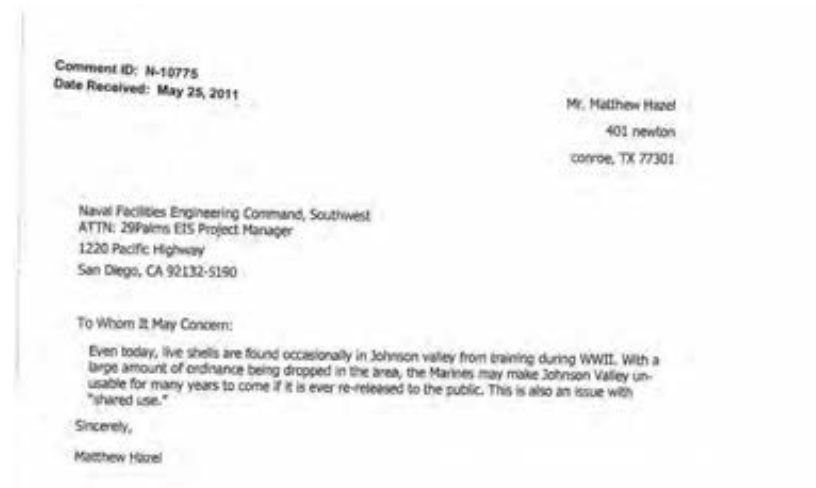 Comment ID: N-10775
Date Received: May 25, 2011
Mr. Matthew Hazel
401 newton
conroe, TX 77301
Naval Facilities Engineering Command, Southwest
ATTN: 29Palms EIS Project Manager
1220 Pacific Highway
San Diego, CA 92132-5190
To Whom It May Concern:
Even today, live shells are found occasionally in Johnson valley from training during WWII. With a
large amount of ordinance being dropped in the area, the Marines may make Johnson Valley un-
usable for many years to come if it is ever re-released to the public. This is also an issue with
"shared use."
Sincerely,
Matthew Hazel